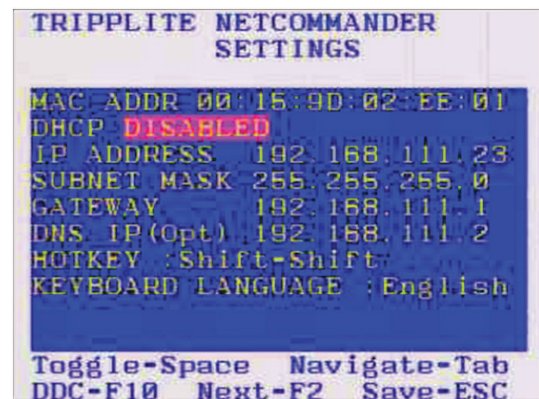 TRIPPLITE NETCOMMANDER
SETTINGS
MAC ADDR 00:15:9D:02:EE:01
DHCP DISABLED
IP ADDRESS 192.168.111.23
SUBNET MASK 255.255.255.0
GATEWAY 192.168.111.1
DNS IP(Opt) 192.168.111.2
HOTKEY :Shift-Shift
KEYBOARD LANGUAGE :English
Toggle-Space Navigate-Tab
DDC-F10 Next-F2 Save-ESC